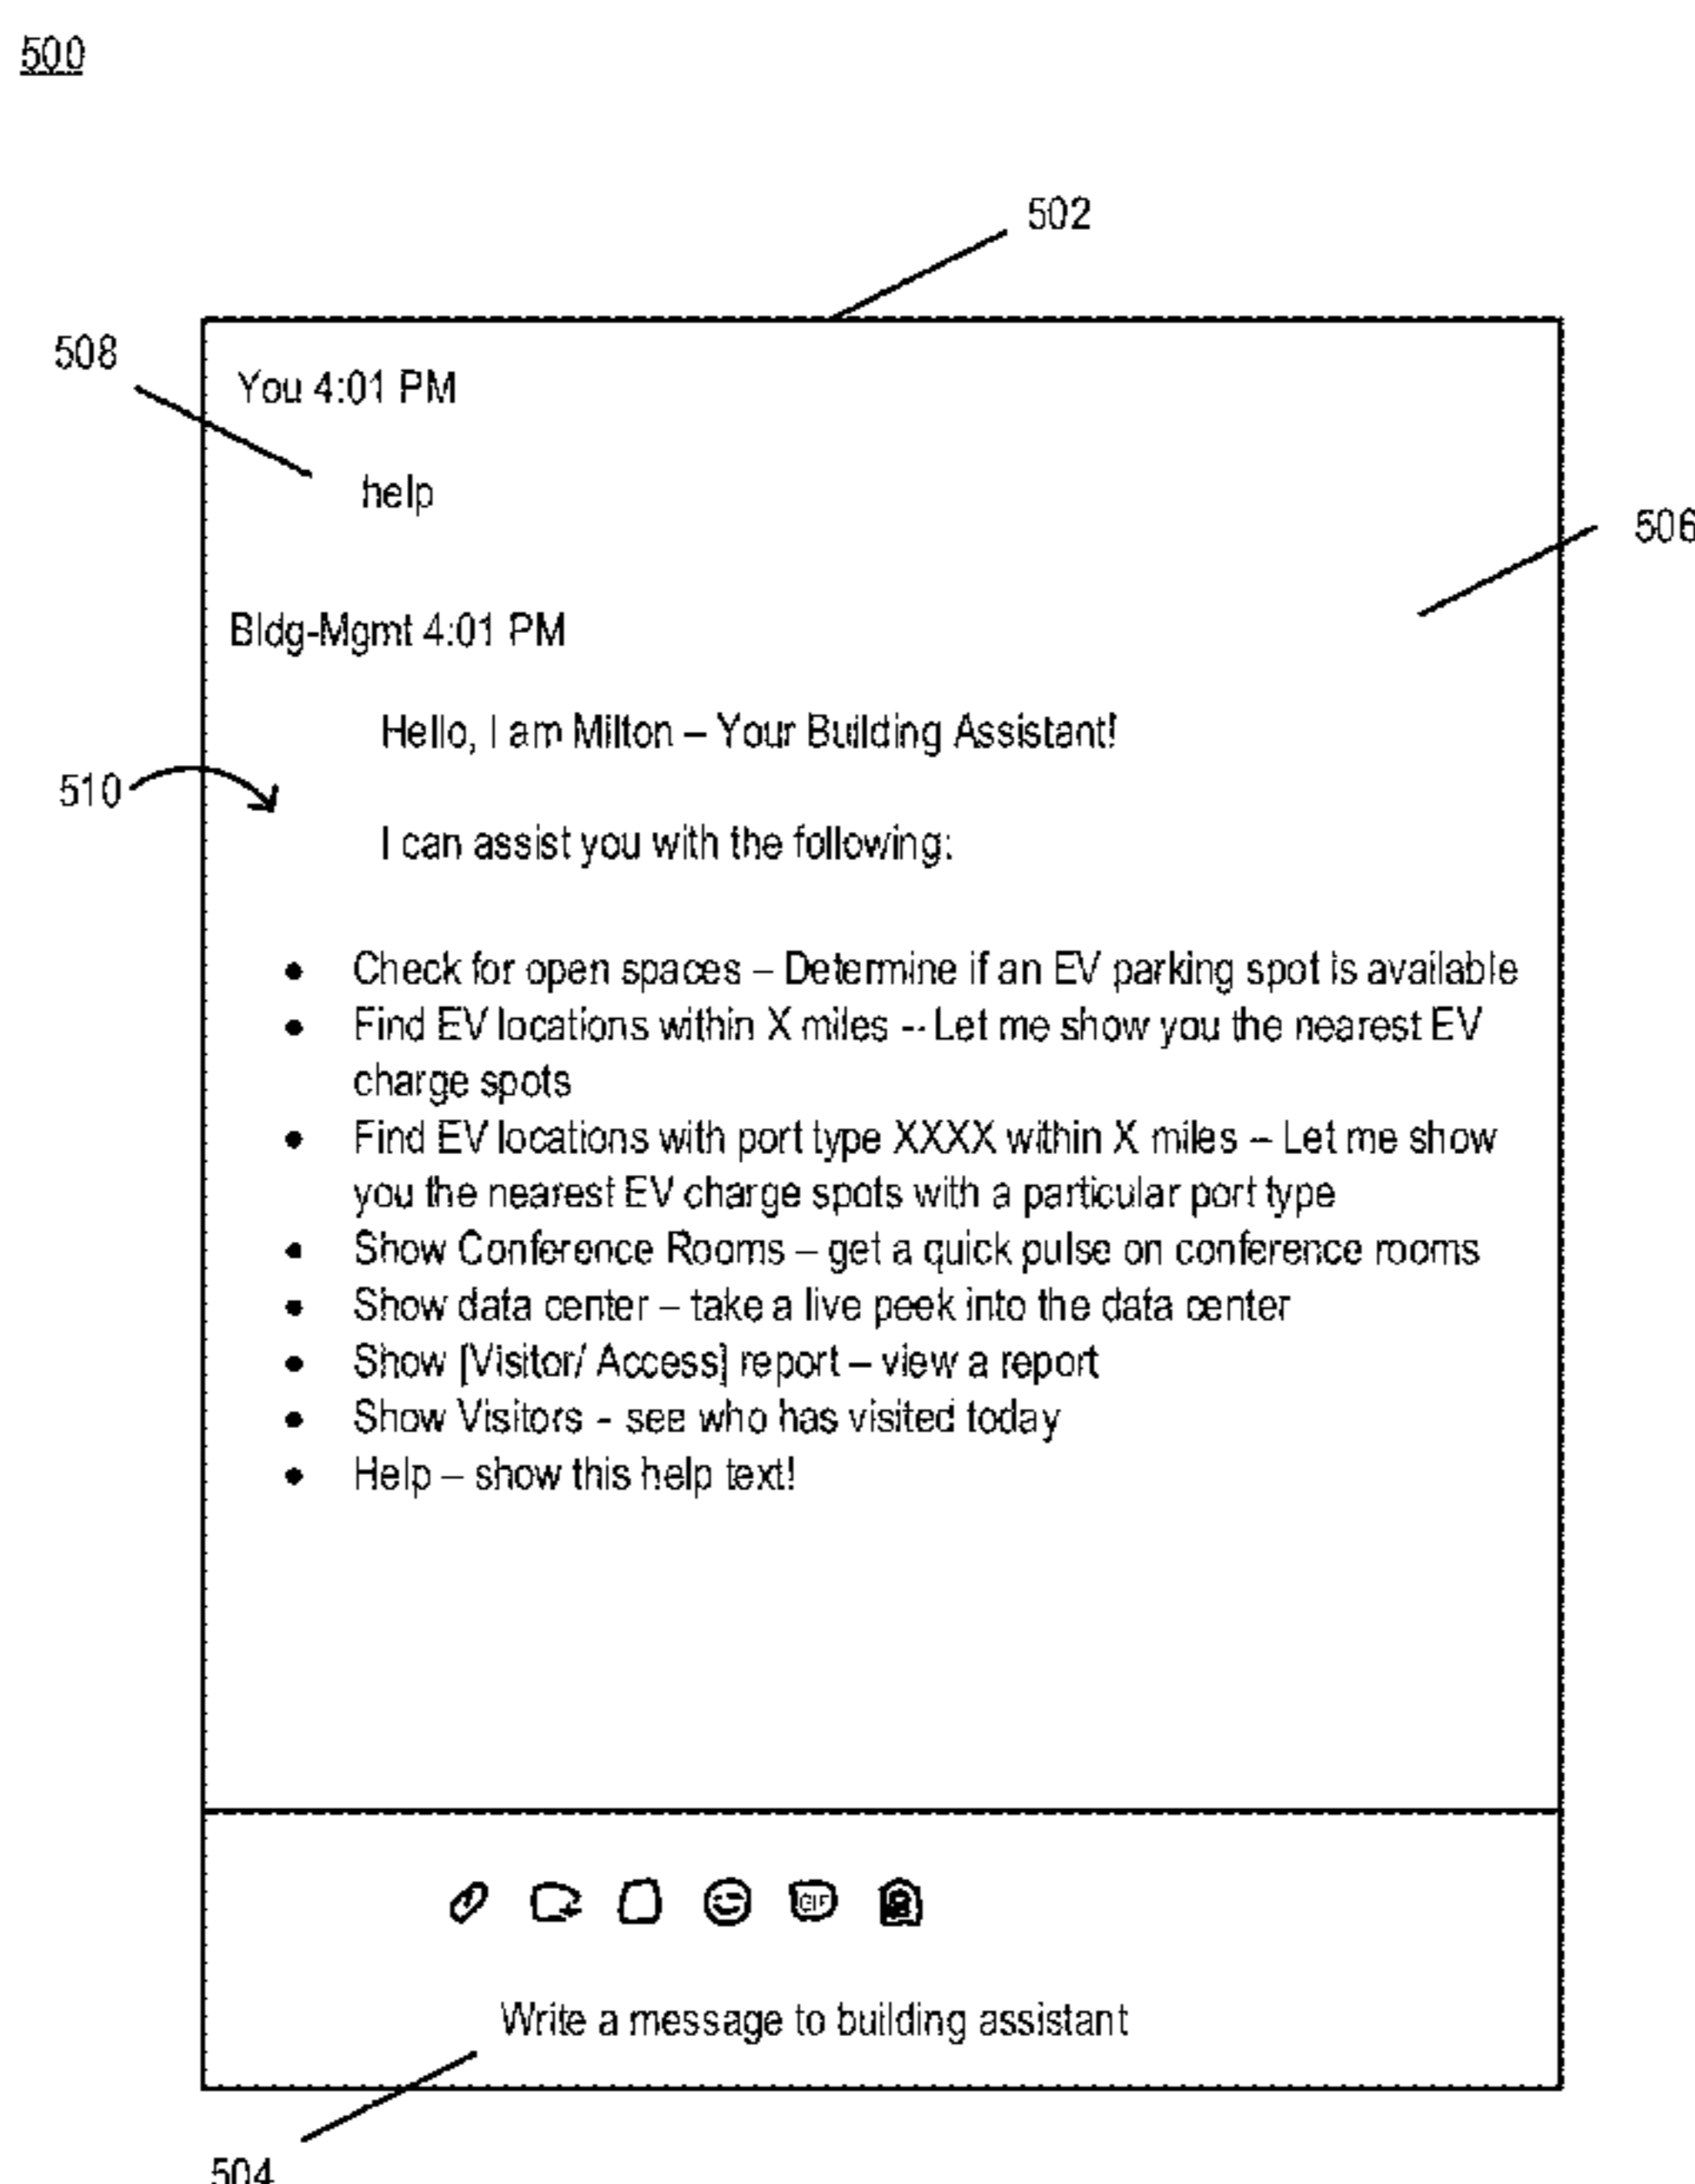 500
502
508
You 4:01 PM
help
506
Bldg-Mgmt 4:01 PM
Hello, I am Milton – Your Building Assistant!
510
I can assist you with the following:
• Check for open spaces – Determine if an EV parking spot is available
• Find EV locations within X miles -- Let me show you the nearest EV
charge spots
• Find EV locations with port type XXXX within X miles – Let me show
you the nearest EV charge spots with a particular port type
• Show Conference Rooms – get a quick pulse on conference rooms
• Show data center – take a live peek into the data center
• Show [Visitor/ Access] report – view a report
• Show Visitors - see who has visited today
• Help – show this help text!
GIF
Write a message to building assistant
504